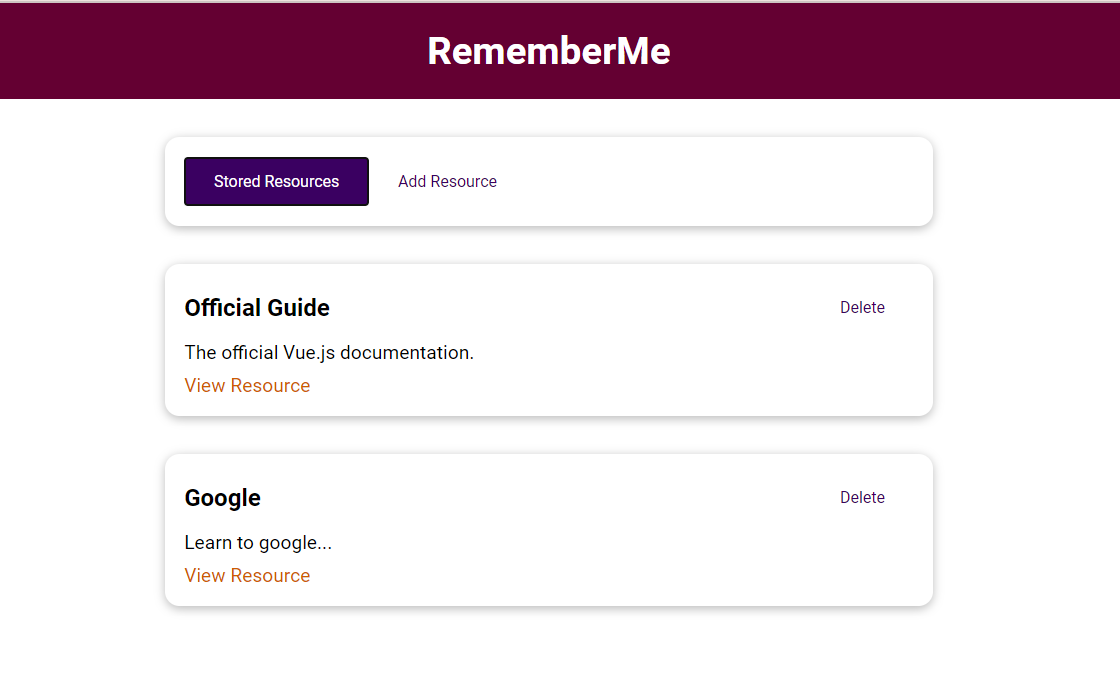 RememberMe
Stored Resources Add Resource
Official Guide Delete
The official Vue.js documentation.
View Resource
Google Delete
Learn to google...
View Resource